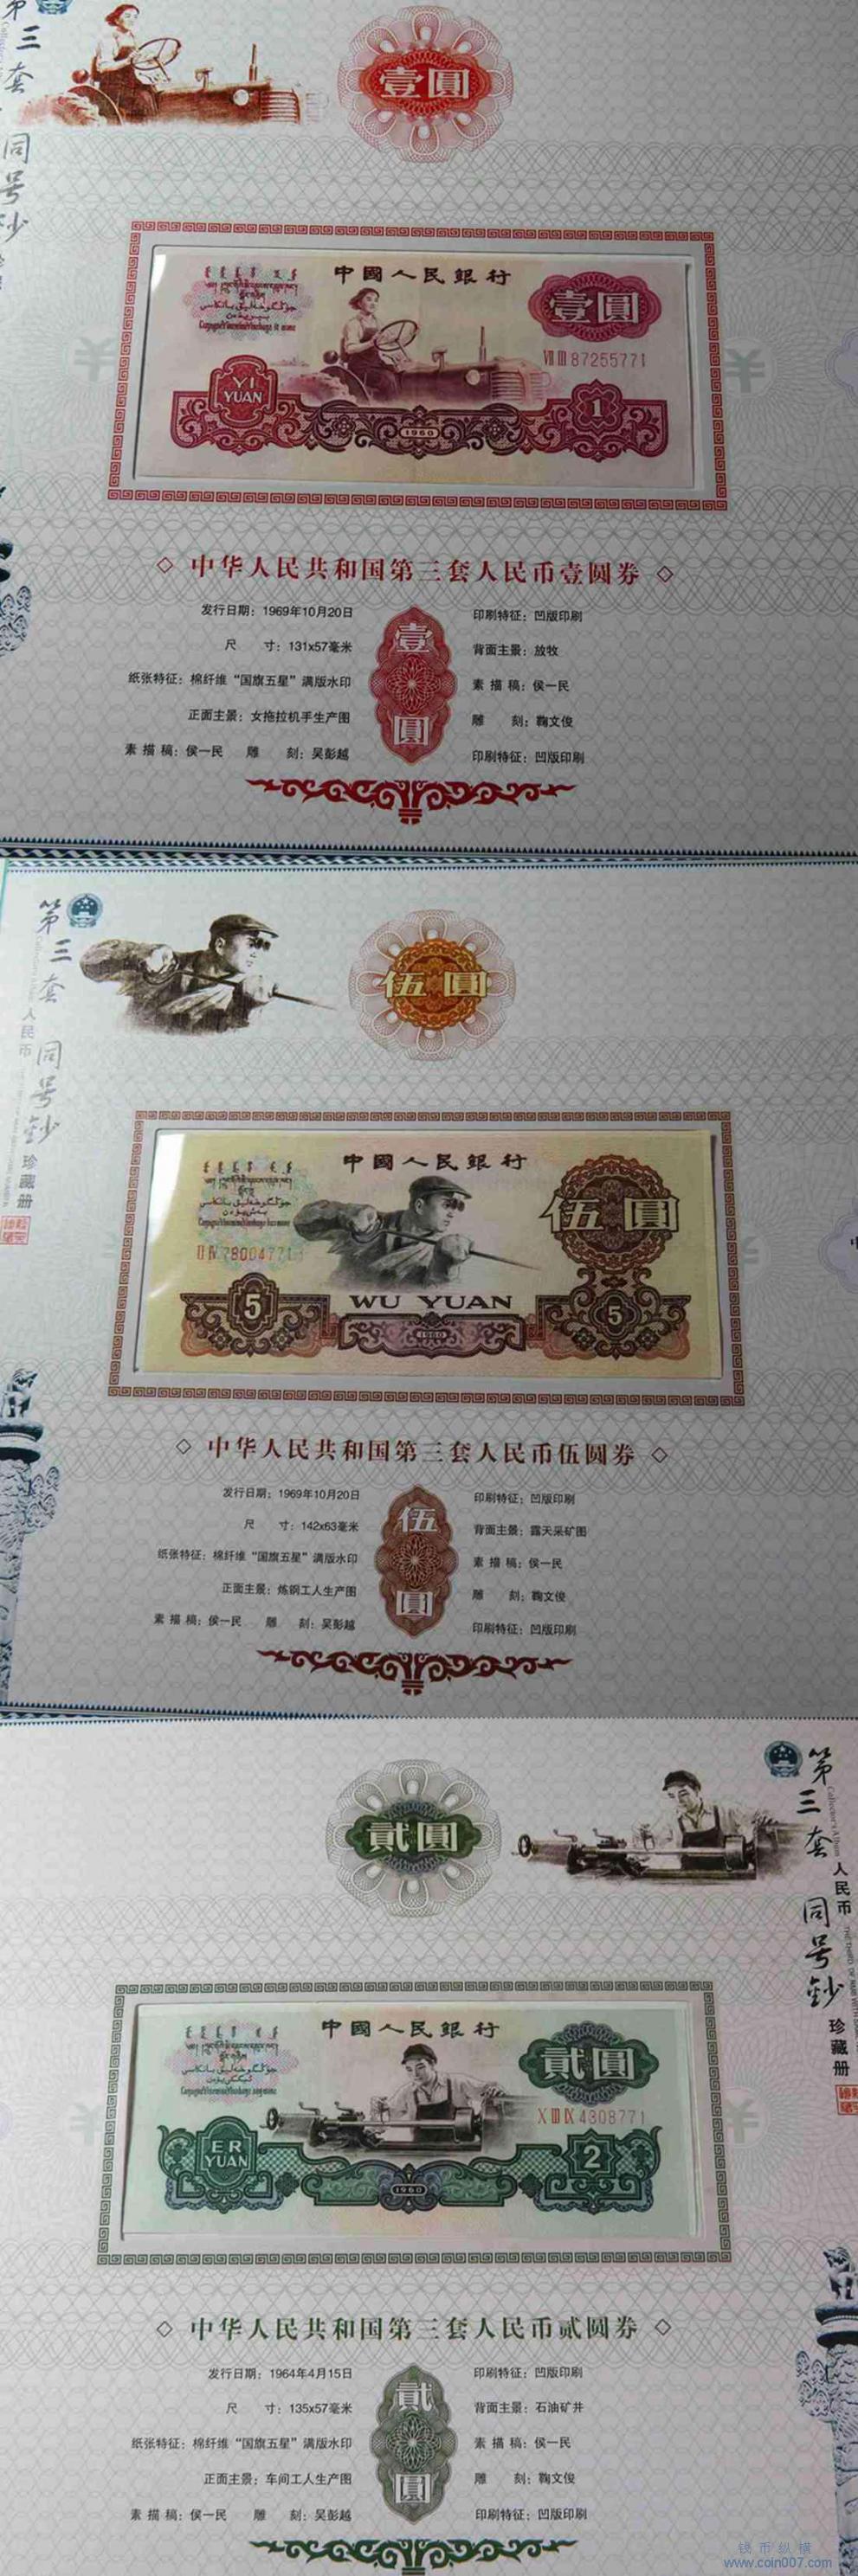 第三套
同号钞
壹圓
中國人民銀行
壹圓
VII III 87255771
YI
YUAN
1
1960
中华人民共和国第三套人民币壹圆券
发行日期：1969年10月20日
尺 寸：131x57毫米
纸张特征：棉纤维“国旗五星”满版水印
正面主景：女拖拉机手生产图
素 描 稿：侯一民 雕 刻：吴彭越
壹
圓
印刷特征：凹版印刷
背面主景：放牧
素 描 稿：侯一民
雕 刻：鞠文俊
印刷特征：凹版印刷
第三套
人民币
同号鈔
珍藏册
伍圓
中國人民銀行
伍圓
II IV 78004771
5
WU YUAN
5
1960
中华人民共和国第三套人民币伍圆券
发行日期：1969年10月20日
尺 寸：142x63毫米
纸张特征：棉纤维“国旗五星”满版水印
正面主景：炼钢工人生产图
素 描 稿：侯一民 雕 刻：吴彭越
伍
圓
印刷特征：凹版印刷
背面主景：露天采矿图
素 描 稿：侯一民
雕 刻：鞠文俊
印刷特征：凹版印刷
第三套
人民币
同号鈔
珍藏册
貳圓
中國人民銀行
貳圓
X III IX 4308771
ER
YUAN
2
1960
中华人民共和国第三套人民币贰圆券
发行日期：1964年4月15日
尺 寸：135x57毫米
纸张特征：棉纤维“国旗五星”满版水印
正面主景：车间工人生产图
素 描 稿：侯一民 雕 刻：吴彭越
貳
圓
印刷特征：凹版印刷
背面主景：石油矿井
素 描 稿：侯一民
雕 刻：鞠文俊
印刷特征：凹版印刷
钱币纵横
www.coin007.com